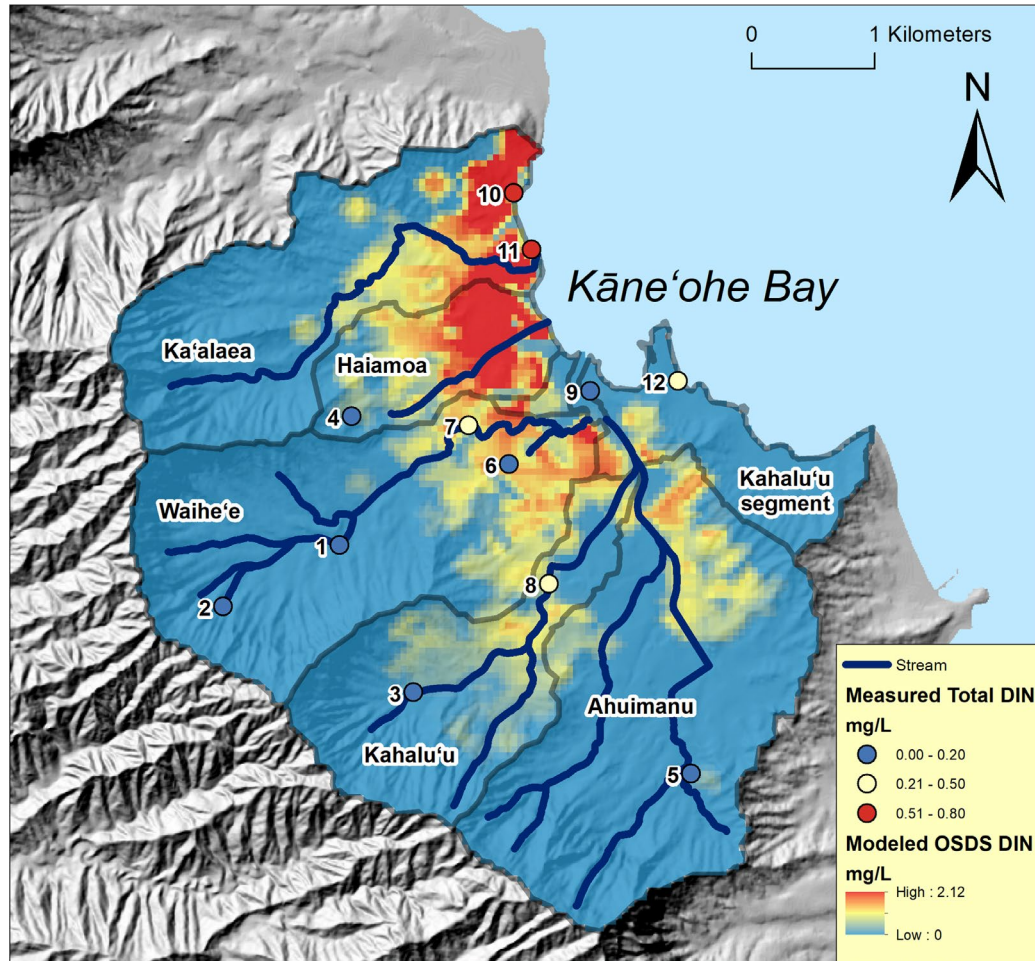 0 1 Kilometers
N
10
11
Kāneʻohe Bay
Kaʻalaea
Haiamoa
9
12
4
7
6
Kahaluʻu
segment
Waiheʻe
1
8
2
3
Ahuimanu
Kahaluʻu
5
Stream
Measured Total DIN
mg/L
0.00 - 0.20
0.21 - 0.50
0.51 - 0.80
Modeled OSDS DIN
mg/L
High : 2.12
Low : 0